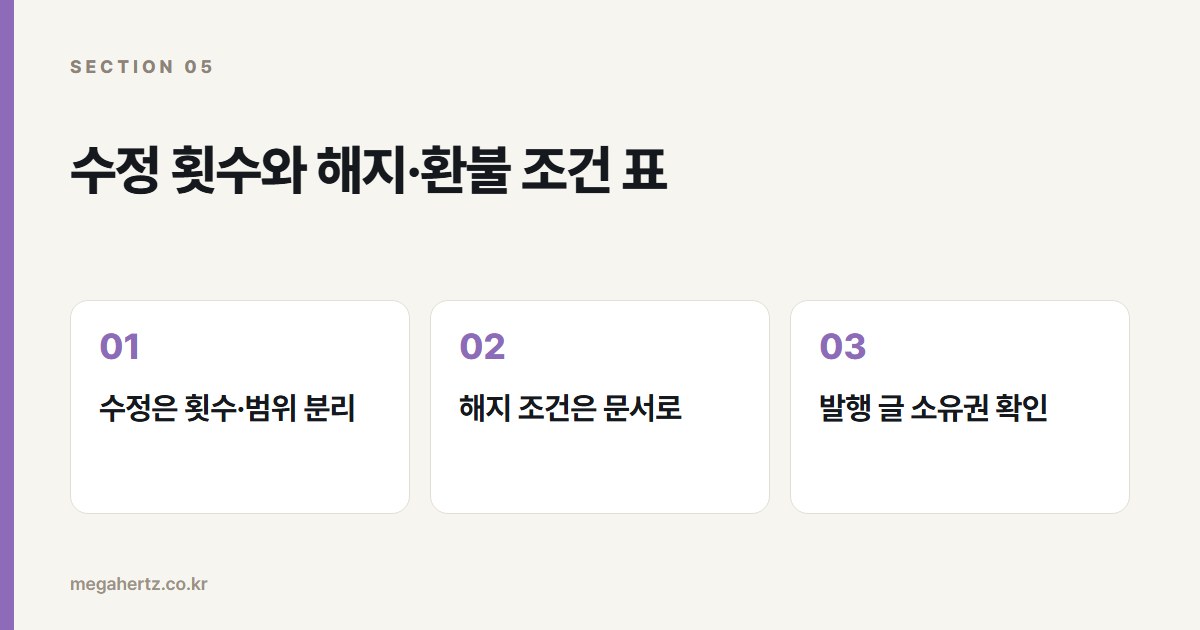 SECTION 05
수정 횟수와 해지·환불 조건 표
01
수정은 횟수·범위 분리
02
해지 조건은 문서로
03
발행 글 소유권 확인
megahertz.co.kr